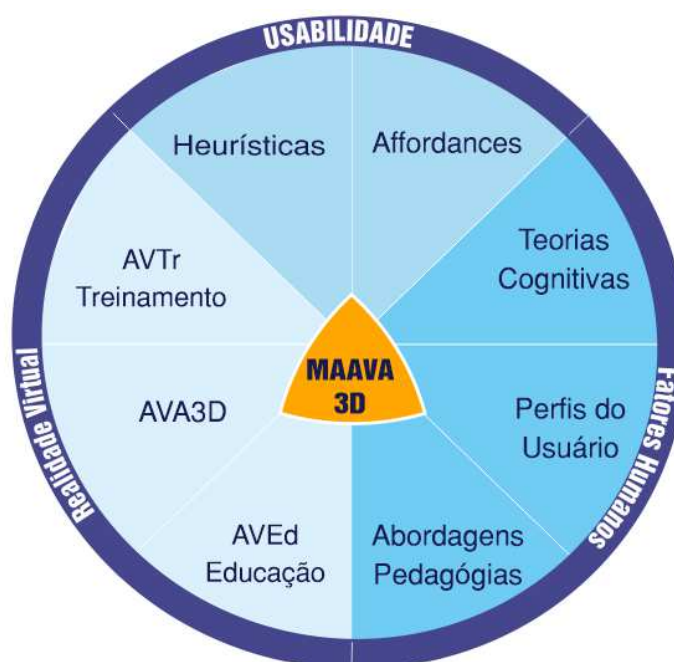 USABILIDADE
Heurísticas
Affordances
Teorias
Cognitivas
Perfis do
Usuário
Abordagens
Pedagógias
AVEd
Educação
AVA3D
AVTr
Treinamento
MAAVA
3D
Realidade Virtual
Fatores Humanos